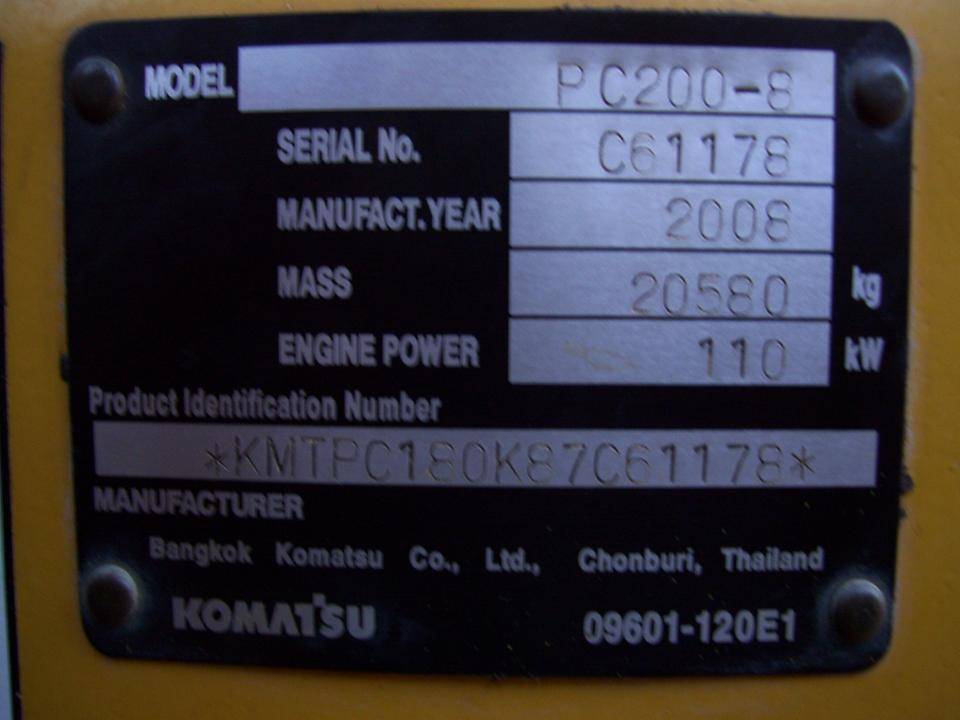 MODEL PC200-8
SERIAL No. C61178
MANUFACT.YEAR 2008
MASS 20580 kg
ENGINE POWER 110 kW
Product Identification Number
*KMTPC180K87C61178*
MANUFACTURER
Bangkok Komatsu Co., Ltd., Chonburi, Thailand
KOMATSU 09601-120E1